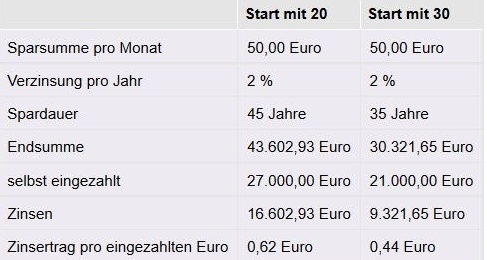 Start mit 20 Start mit 30
Sparsumme pro Monat 50,00 Euro 50,00 Euro
Verzinsung pro Jahr 2 % 2 %
Spardauer 45 Jahre 35 Jahre
Endsumme 43.602,93 Euro 30.321,65 Euro
selbst eingezahlt 27.000,00 Euro 21.000,00 Euro
Zinsen 16.602,93 Euro 9.321,65 Euro
Zinsertrag pro eingezahlten Euro 0,62 Euro 0,44 Euro